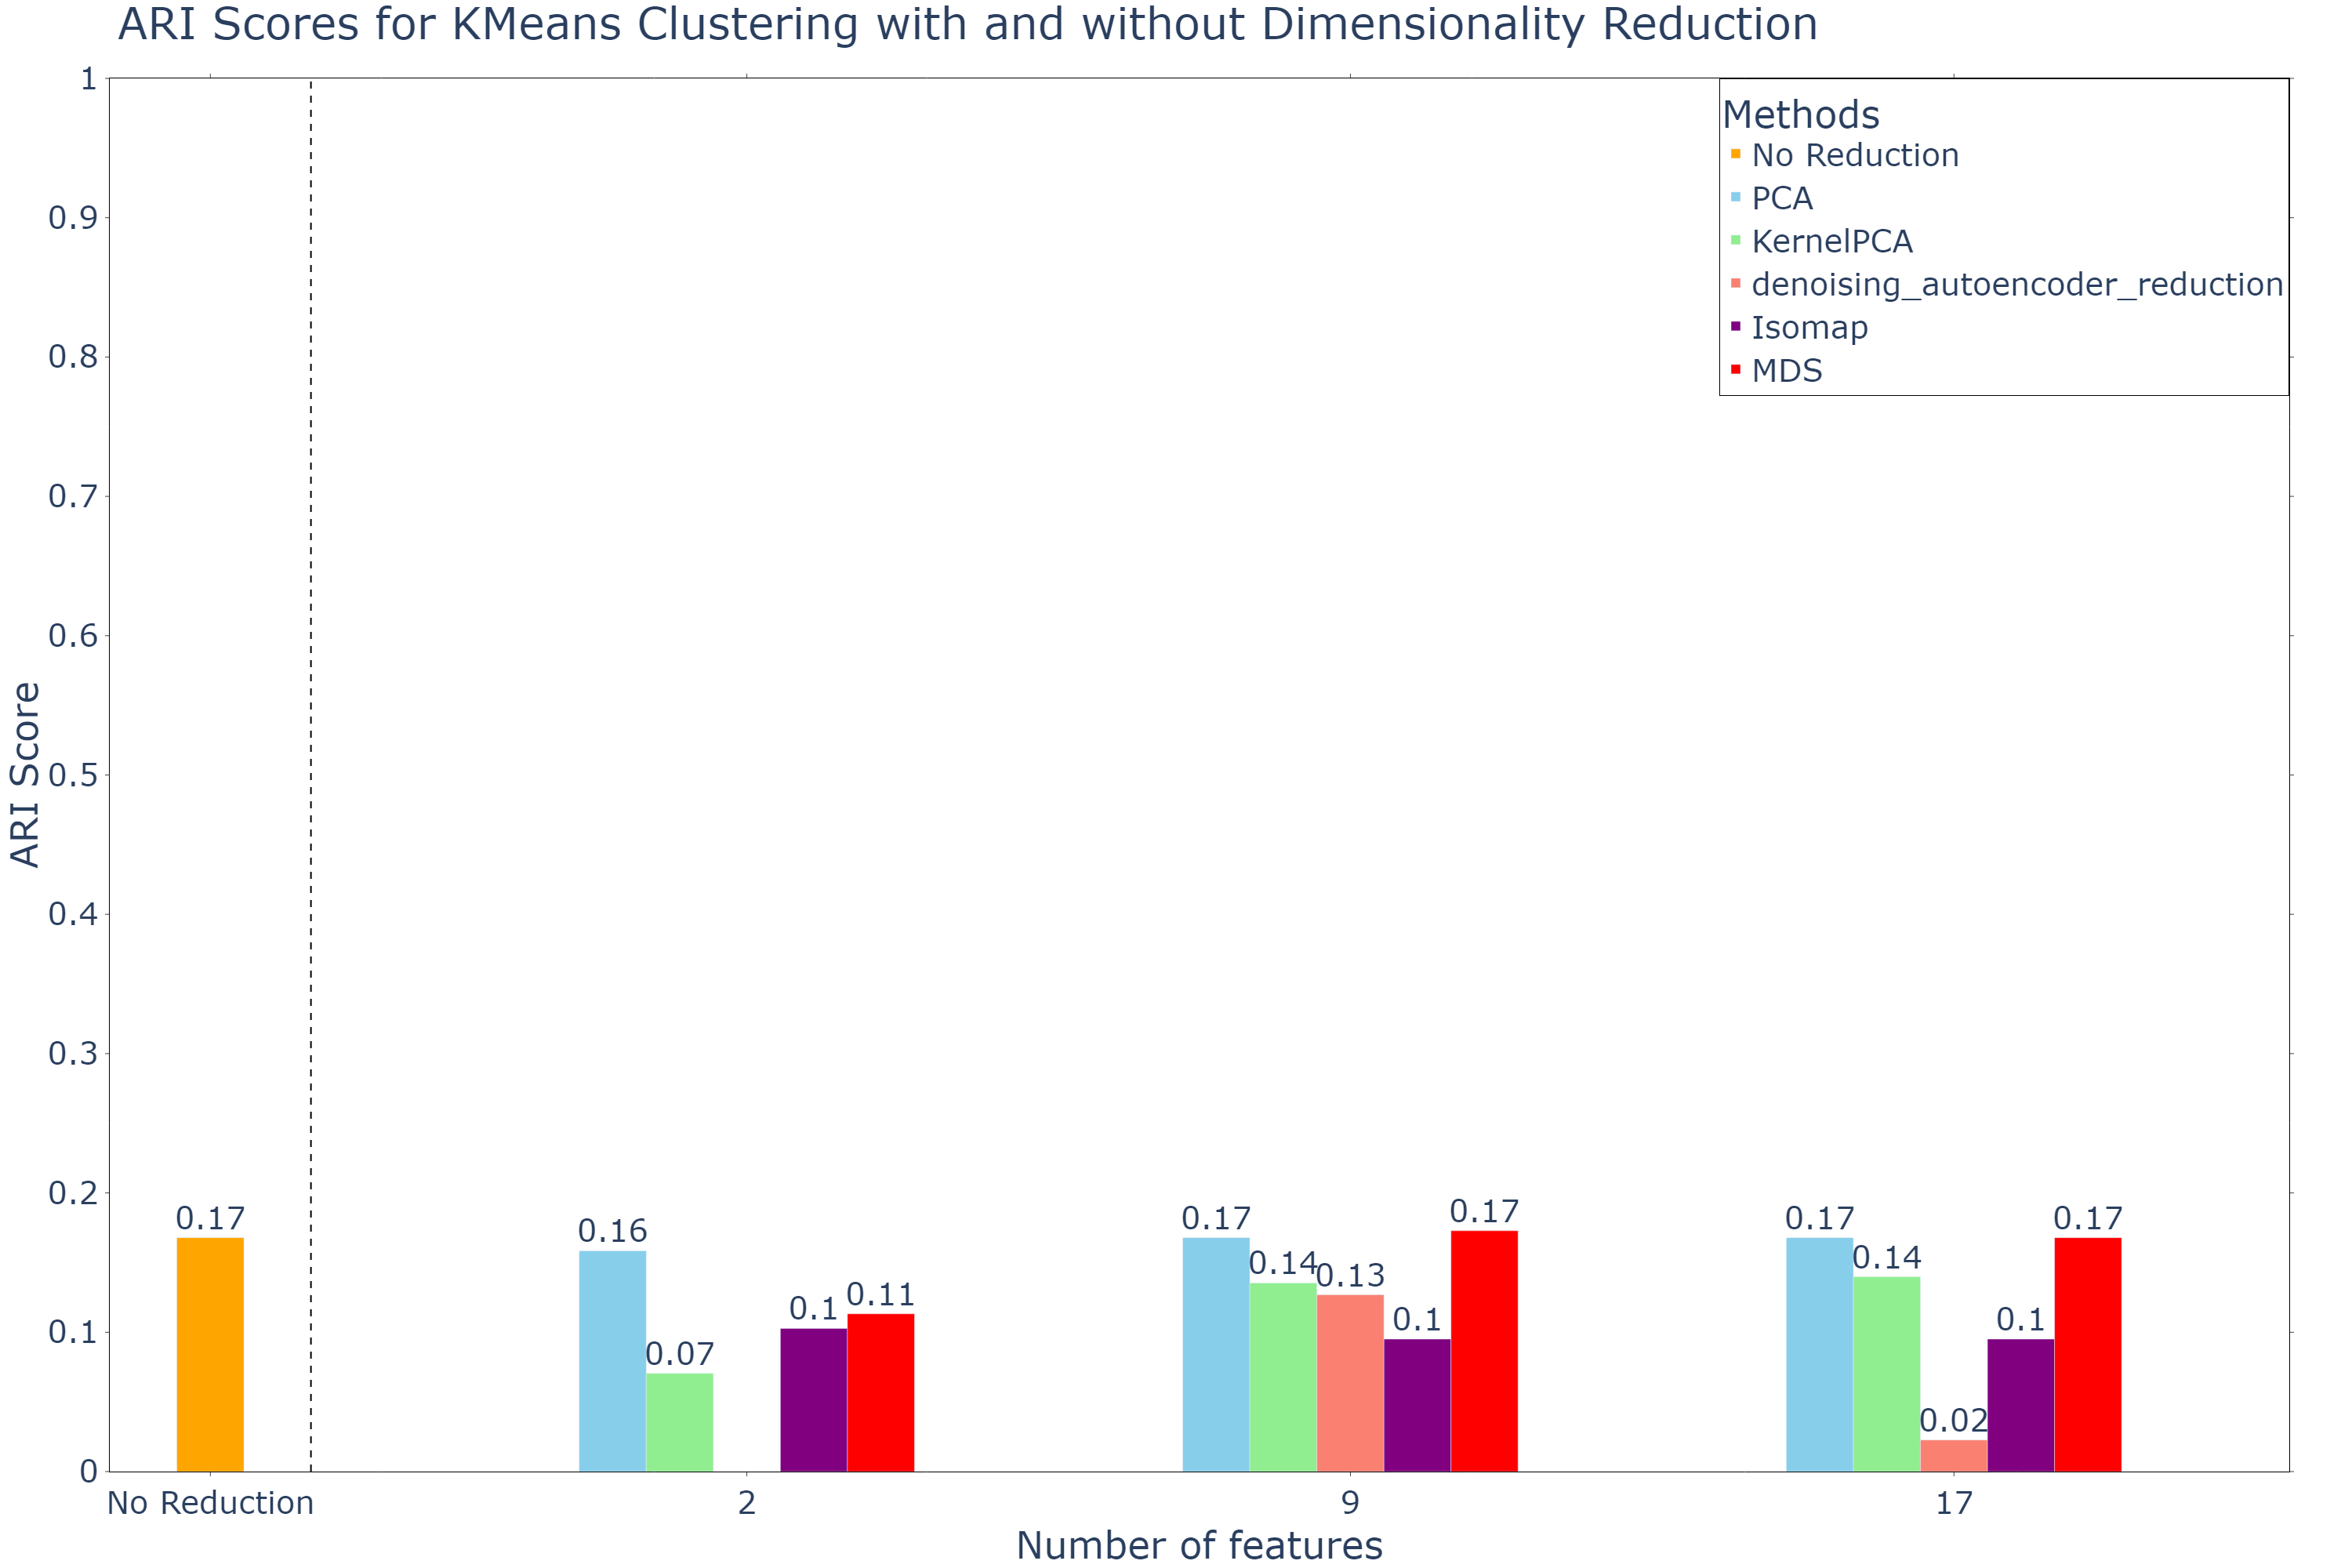 ARI Scores for KMeans Clustering with and without Dimensionality Reduction
1
0.9
0.8
0.7
0.6
0.5
0.4
0.3
0.2
0.1
0
ARI Score
Methods
No Reduction
PCA
KernelPCA
denoising_autoencoder_reduction
Isomap
MDS
0.17
0.16
0.07
0.1
0.11
0.17
0.14
0.13
0.1
0.17
0.17
0.14
0.02
0.1
0.17
No Reduction
2
9
17
Number of features